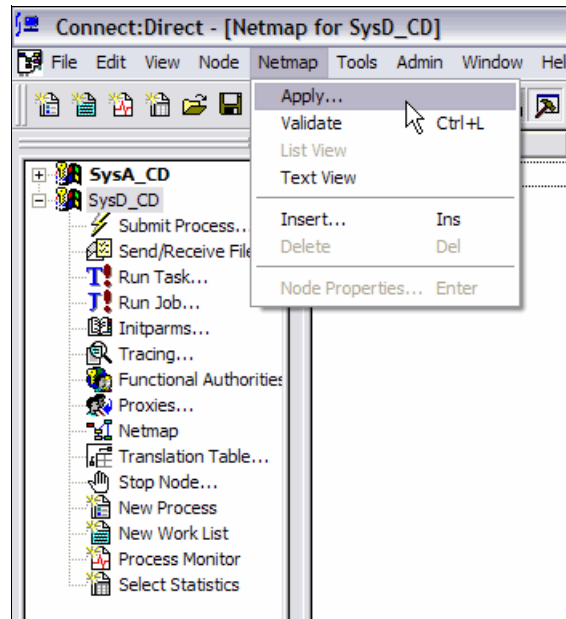 Connect:Direct - [Netmap for SysD_CD]
File Edit View Node Netmap Tools Admin Window Hel
Apply...
Validate Ctrl+L
List View
Text View
Insert... Ins
Delete Del
Node Properties... Enter
SysA_CD
SysD_CD
Submit Process...
Send/Receive File
Run Task...
Run Job...
Initparms...
Tracing...
Functional Authorities
Proxies...
Netmap
Translation Table...
Stop Node...
New Process
New Work List
Process Monitor
Select Statistics